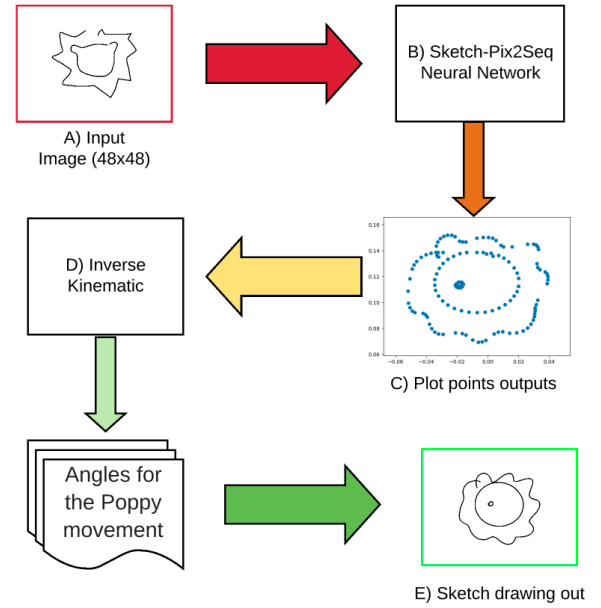 A) Input
Image (48x48)
B) Sketch-Pix2Seq
Neural Network
D) Inverse
Kinematic
0.16
0.14
0.12
0.10
0.08
0.06
−0.06 −0.04 −0.02 0.00 0.02 0.04
C) Plot points outputs
Angles for
the Poppy
movement
E) Sketch drawing out